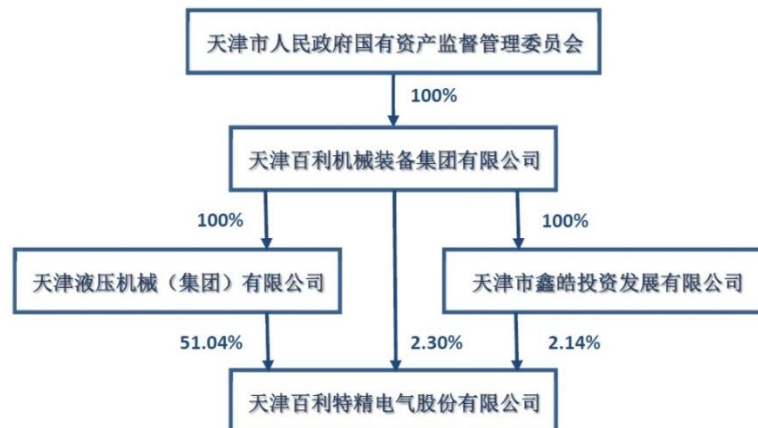 天津市人民政府国有资产监督管理委员会
100%
天津百利机械装备集团有限公司
100%
100%
天津液压机械（集团）有限公司
天津市鑫皓投资发展有限公司
51.04%
2.30%
2.14%
天津百利特精电气股份有限公司